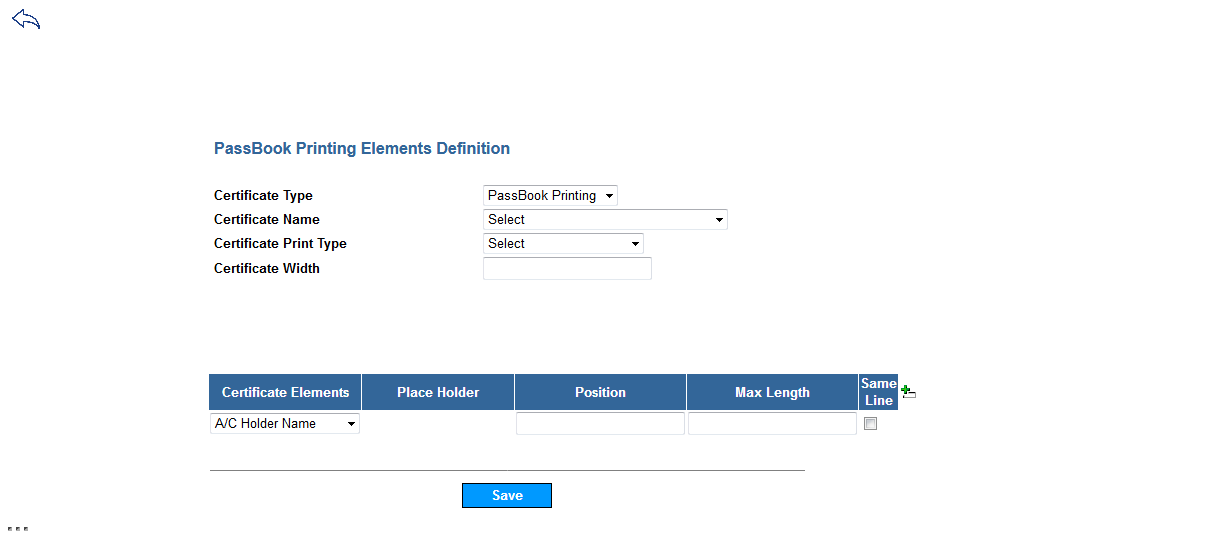 PassBook Printing Elements Definition
Certificate Type PassBook Printing
Certificate Name Select
Certificate Print Type Select
Certificate Width
Certificate Elements Place Holder Position Max Length Same Line
A/C Holder Name
Save